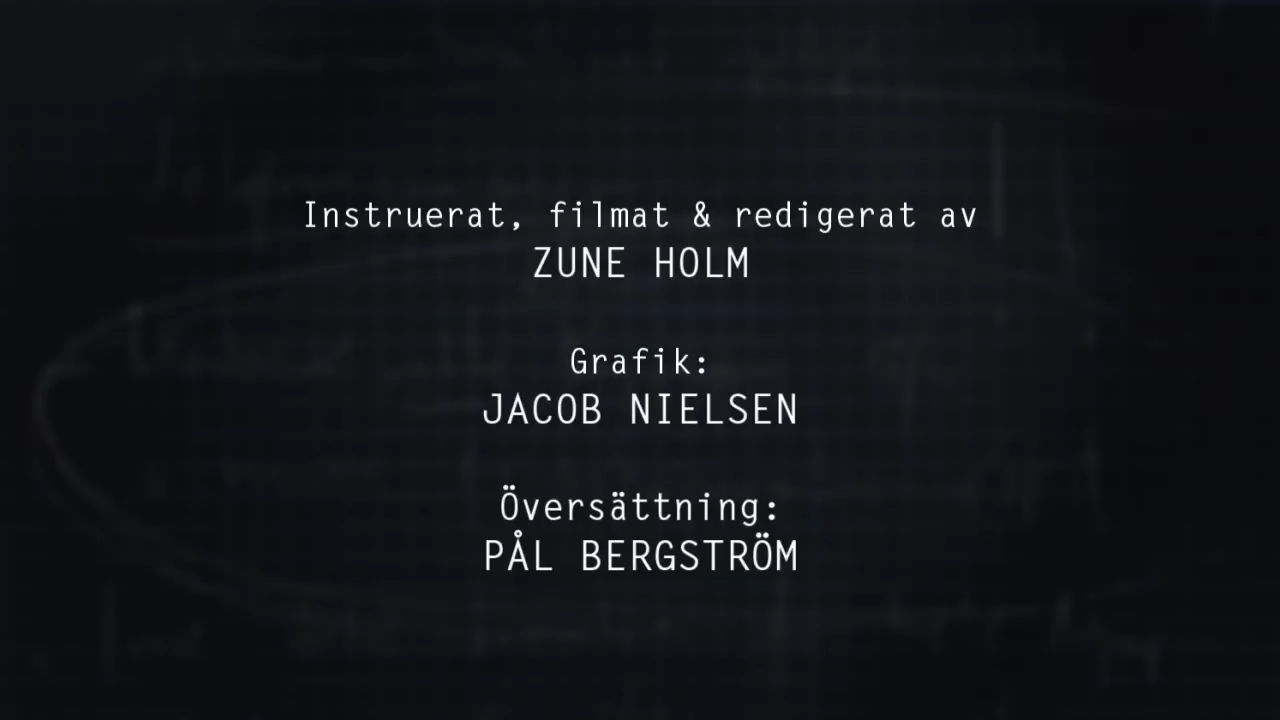 Instruerat, filmat & redigerat av
ZUNE HOLM
Grafik:
JACOB NIELSEN
Översättning:
PÅL BERGSTRÖM